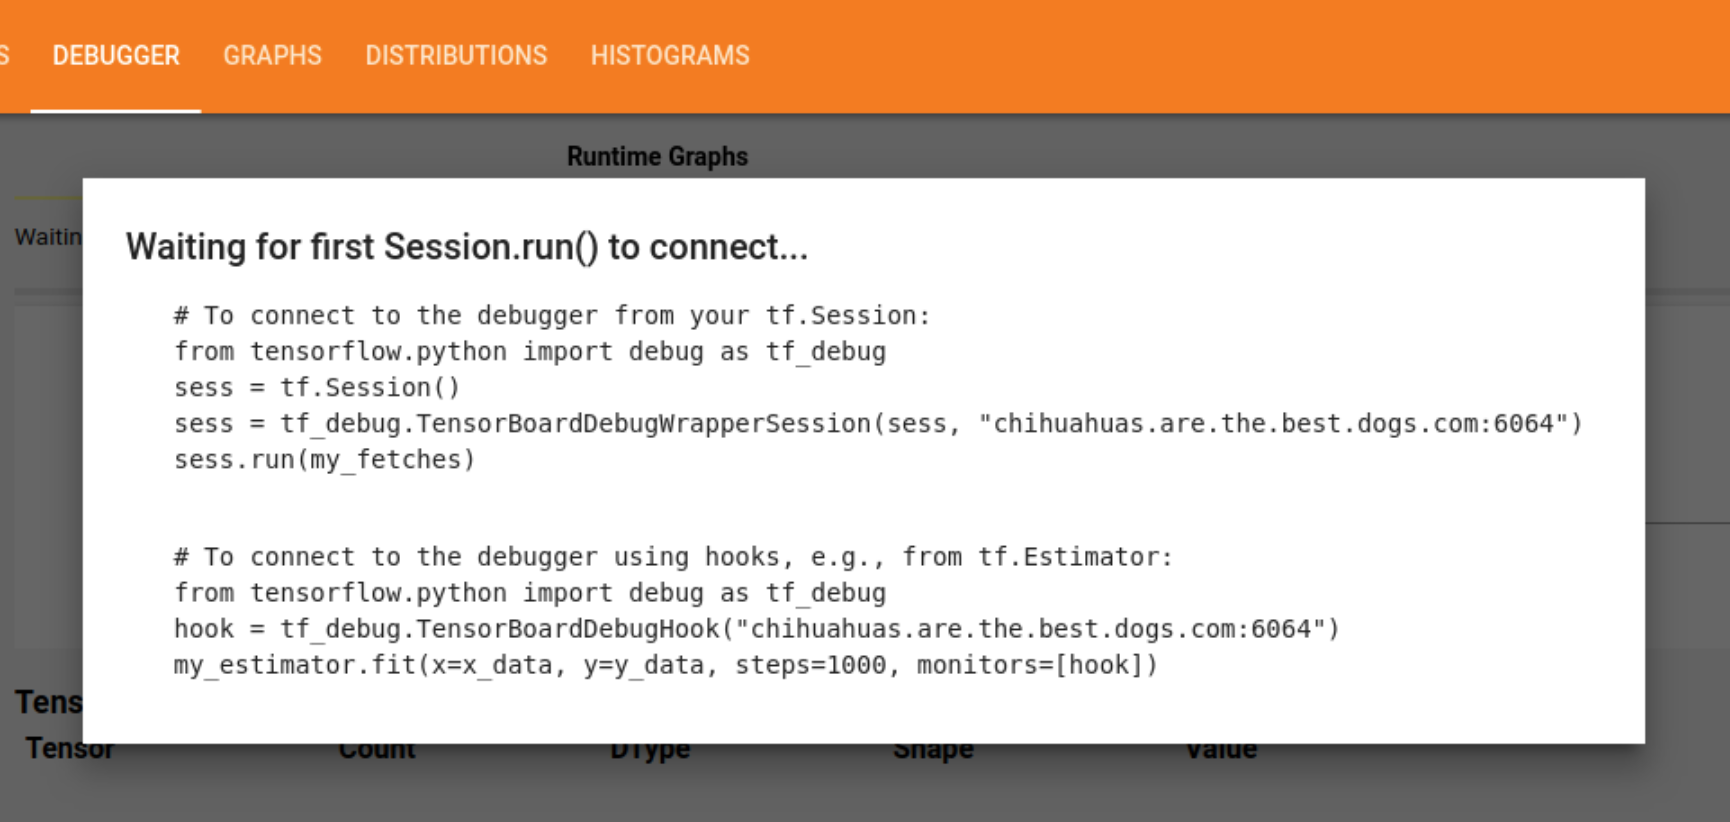 S DEBUGGER GRAPHS DISTRIBUTIONS HISTOGRAMS
Runtime Graphs
Waitin
Waiting for first Session.run() to connect...
# To connect to the debugger from your tf.Session:
from tensorflow.python import debug as tf_debug
sess = tf.Session()
sess = tf_debug.TensorBoardDebugWrapperSession(sess, "chihuahuas.are.the.best.dogs.com:6064")
sess.run(my_fetches)
# To connect to the debugger using hooks, e.g., from tf.Estimator:
from tensorflow.python import debug as tf_debug
hook = tf_debug.TensorBoardDebugHook("chihuahuas.are.the.best.dogs.com:6064")
my_estimator.fit(x=x_data, y=y_data, steps=1000, monitors=[hook])
Tens
Tensor Count DType Shape Value